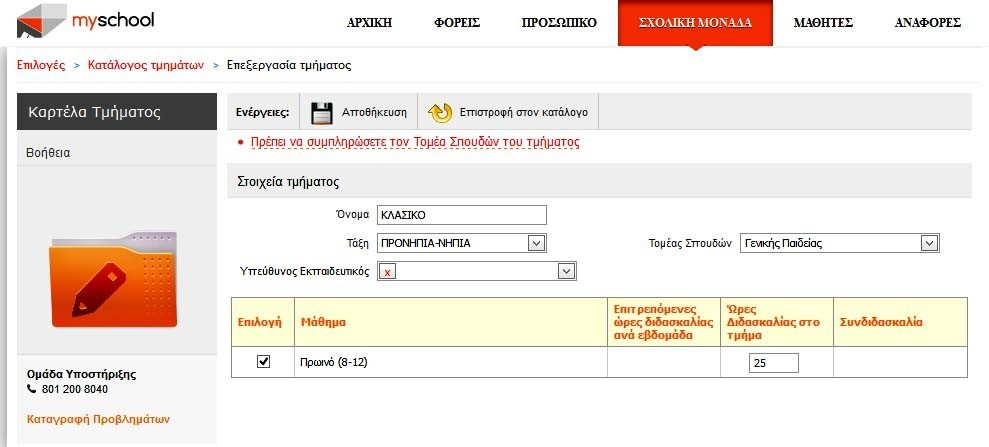 myschool
ΑΡΧΙΚΗ ΦΟΡΕΙΣ ΠΡΟΣΩΠΙΚΟ ΣΧΟΛΙΚΗ ΜΟΝΑΔΑ ΜΑΘΗΤΕΣ ΑΝΑΦΟΡΕΣ
Επιλογές > Κατάλογος τμημάτων > Επεξεργασία τμήματος
Καρτέλα Τμήματος
Βοήθεια
Ομάδα Υποστήριξης
801 200 8040
Καταγραφή Προβλημάτων
Ενέργειες: Αποθήκευση Επιστροφή στον κατάλογο
• Πρέπει να συμπληρώσετε τον Τομέα Σπουδών του τμήματος
Στοιχεία τμήματος
Όνομα ΚΛΑΣΙΚΟ
Τάξη ΠΡΟΝΗΠΙΑ-ΝΗΠΙΑ Τομέας Σπουδών Γενικής Παιδείας
Υπεύθυνος Εκπαιδευτικός x
Επιλογή Μάθημα Επιτρεπόμενες ώρες διδασκαλίας ανά εβδομάδα Ώρες Διδασκαλίας στο τμήμα Συνδιδασκαλία
Πρωινό (8-12) 25